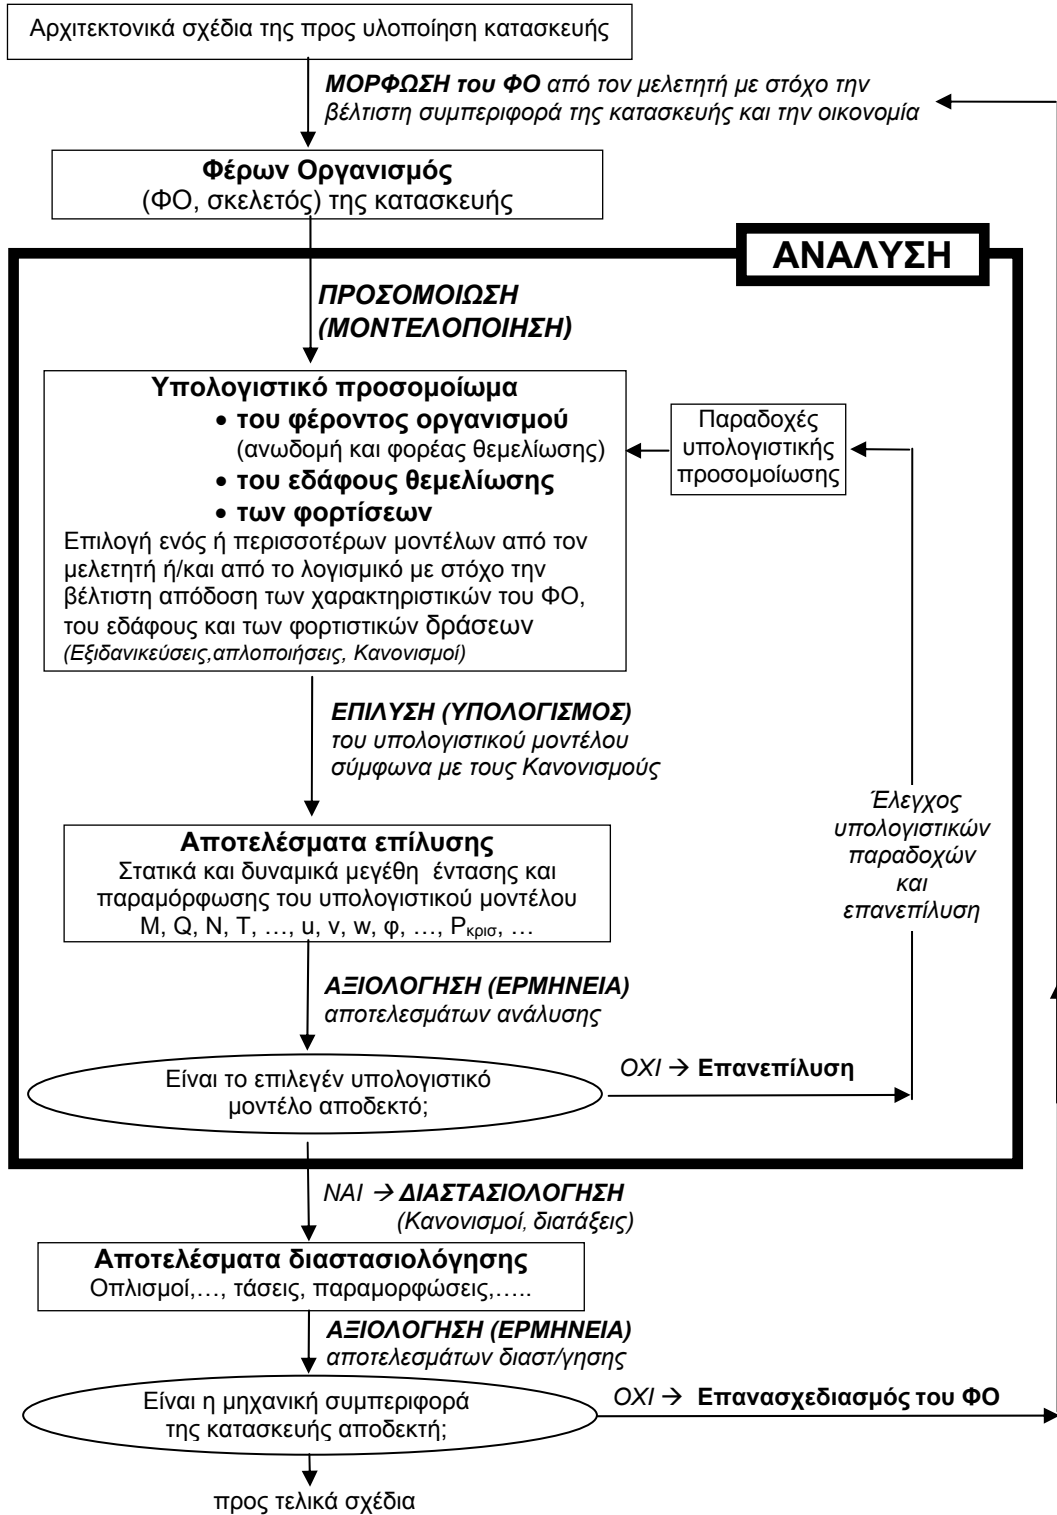 Αρχιτεκτονικά σχέδια της προς υλοποίηση κατασκευής
ΜΟΡΦΩΣΗ του ΦΟ από τον μελετητή με στόχο την
βέλτιστη συμπεριφορά της κατασκευής και την οικονομία
Φέρων Οργανισμός
(ΦΟ, σκελετός) της κατασκευής
ΑΝΑΛΥΣΗ
ΠΡΟΣΟΜΟΙΩΣΗ
(ΜΟΝΤΕΛΟΠΟΙΗΣΗ)
Υπολογιστικό προσομοίωμα
• του φέροντος οργανισμού
(ανωδομή και φορέας θεμελίωσης)
• του εδάφους θεμελίωσης
• των φορτίσεων
Επιλογή ενός ή περισσοτέρων μοντέλων από τον
μελετητή ή/και από το λογισμικό με στόχο την
βέλτιστη απόδοση των χαρακτηριστικών του ΦΟ,
του εδάφους και των φορτιστικών δράσεων
(Εξιδανικεύσεις,απλοποιήσεις, Κανονισμοί)
Παραδοχές
υπολογιστικής
προσομοίωσης
ΕΠΙΛΥΣΗ (ΥΠΟΛΟΓΙΣΜΟΣ)
του υπολογιστικού μοντέλου
σύμφωνα με τους Κανονισμούς
Έλεγχος
υπολογιστικών
παραδοχών
και
επανεπίλυση
Αποτελέσματα επίλυσης
Στατικά και δυναμικά μεγέθη έντασης και
παραμόρφωσης του υπολογιστικού μοντέλου
M, Q, N, T, …, u, v, w, φ, …, Pκρισ, …
ΑΞΙΟΛΟΓΗΣΗ (ΕΡΜΗΝΕΙΑ)
αποτελεσμάτων ανάλυσης
Είναι το επιλεγέν υπολογιστικό
μοντέλο αποδεκτό;
ΟΧΙ → Επανεπίλυση
ΝΑΙ → ΔΙΑΣΤΑΣΙΟΛΟΓΗΣΗ
(Κανονισμοί, διατάξεις)
Αποτελέσματα διαστασιολόγησης
Οπλισμοί,…, τάσεις, παραμορφώσεις,…..
ΑΞΙΟΛΟΓΗΣΗ (ΕΡΜΗΝΕΙΑ)
αποτελεσμάτων διαστ/γησης
Είναι η μηχανική συμπεριφορά
της κατασκευής αποδεκτή;
ΟΧΙ → Επανασχεδιασμός του ΦΟ
προς τελικά σχέδια